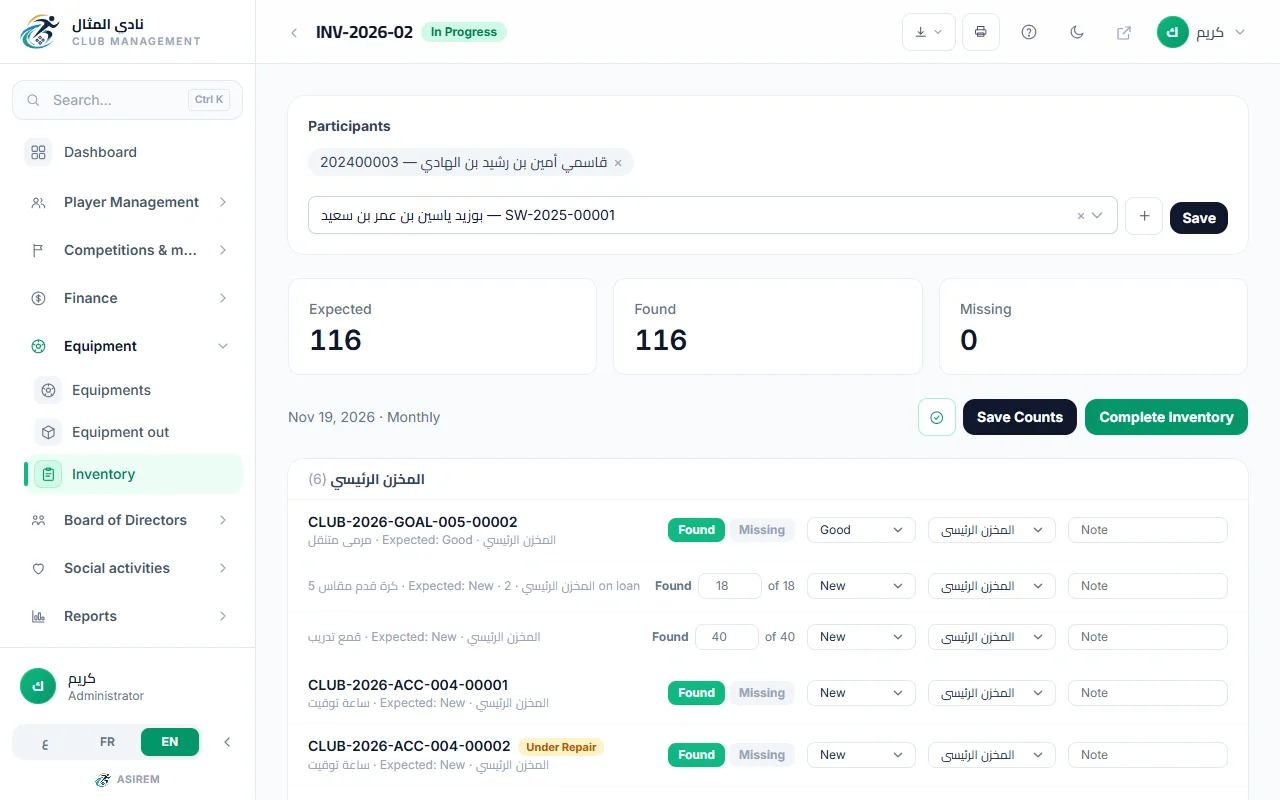 نادي المثال
CLUB MANAGEMENT
Search...
Ctrl K
Dashboard
Player Management
Competitions & m...
Finance
Equipment
Equipments
Equipment out
Inventory
Board of Directors
Social activities
Reports
ك
كريم
Administrator
ع
FR
EN
ASIREM
INV-2026-02
In Progress
ك
كريم
Participants
قاسمي أمين بن رشيد بن الهادي — 202400003 ×
بوزيد ياسين بن عمر بن سعيد — SW-2025-00001
×
+
Save
Expected
116
Found
116
Missing
0
Nov 19, 2026 · Monthly
Save Counts
Complete Inventory
المخزن الرئيسي (6)
CLUB-2026-GOAL-005-00002
مرمى متنقل · Expected: Good · المخزن الرئيسي
Found
Missing
Good
المخزن الرئيسي
Note
كرة قدم مقاس 5 · Expected: New · المخزن الرئيسي · 2 on loan
Found
18
of 18
New
المخزن الرئيسي
Note
قمع تدريب · Expected: New · المخزن الرئيسي
Found
40
of 40
New
المخزن الرئيسي
Note
CLUB-2026-ACC-004-00001
ساعة توقيت · Expected: New · المخزن الرئيسي
Found
Missing
New
المخزن الرئيسي
Note
CLUB-2026-ACC-004-00002
Under Repair
ساعة توقيت · Expected: New · المخزن الرئيسي
Found
Missing
New
المخزن الرئيسي
Note